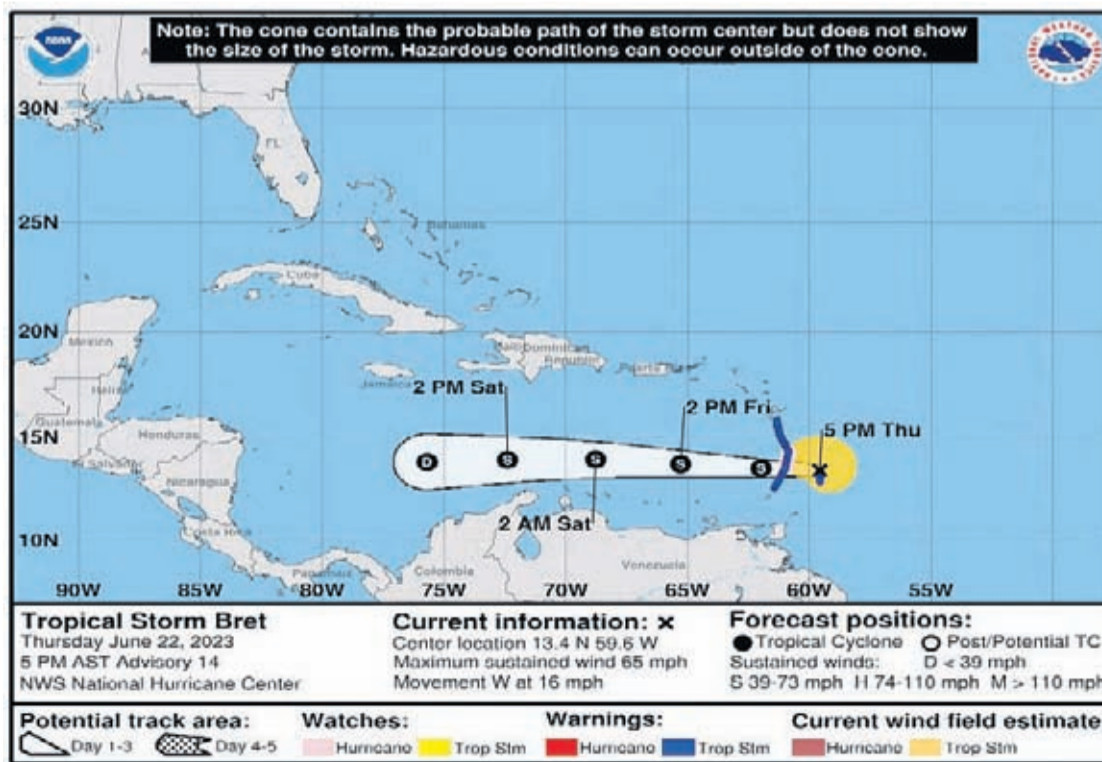 Note: The cone contains the probable path of the storm center but does not show
the size of the storm. Hazardous conditions can occur outside of the cone.
30N
FL
25N
Bahamas
Cuba
20N
Mexico
Dominican
Republic
Puerto Rico
Jamaica
2 PM Sat
Belize
2 PM Fri
Guatemala
15N
Honduras
5 PM Thu
D S S S S
El Salvador
Nicaragua
2 AM Sat
Costa Rica
10N
Panama
Colombia
Venezuela
90W 85W 80W 75W 70W 65W 60W 55W
Tropical Storm Bret
Thursday June 22, 2023
5 PM AST Advisory 14
NWS National Hurricane Center
Current information: x
Center location 13.4 N 59.6 W
Maximum sustained wind 65 mph
Movement W at 16 mph
Forecast positions:
Tropical Cyclone Post/Potential TC
Sustained winds: D < 39 mph
S 39-73 mph H 74-110 mph M > 110 mph
Potential track area:
Day 1-3 Day 4-5
Watches:
Hurricane Trop Stm
Warnings:
Hurricane Trop Stm
Current wind field estimate
Hurricane Trop Stm